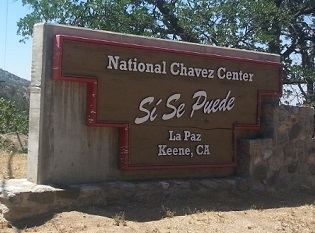 National Chavez Center
Sí Se Puede
La Paz
Keene, CA